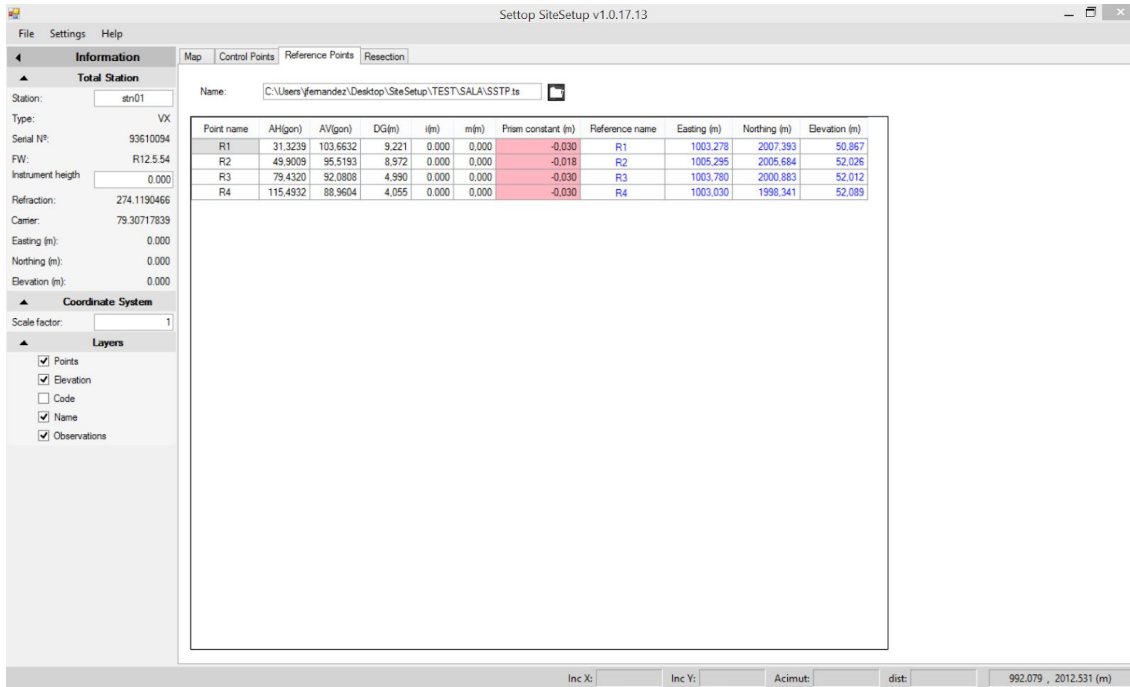 Settop SiteSetup v1.0.17.13
File Settings Help
Information
Total Station
Station: stn01
Type: VX
Serial Nº: 93610094
FW: R12.5.54
Instrument heigth 0.000
Refraction: 274.1190466
Carrier: 79.30717839
Easting (m): 0.000
Northing (m): 0.000
Elevation (m): 0.000
Coordinate System
Scale factor: 1
Layers
Points
Elevation
Code
Name
Observations
Map Control Points Reference Points Resection
Name: C:\Users\jfernandez\Desktop\SiteSetup\TEST\SALA\SSTP.ts
Point name AH(gon) AV(gon) DG(m) i(m) m(m) Prism constant (m) Reference name Easting (m) Northing (m) Elevation (m)
R1 31,3239 103,6632 9,221 0.000 0,000 -0,030 R1 1003,278 2007,393 50,867
R2 49,9009 95,5193 8,972 0.000 0,000 -0,018 R2 1005,295 2005,684 52,026
R3 79,4320 92,0808 4,990 0.000 0,000 -0,030 R3 1003,780 2000,883 52,012
R4 115,4932 88,9604 4,055 0.000 0,000 -0,030 R4 1003,030 1998,341 52,089
Inc X: Inc Y: Acimut: dist: 992.079 , 2012.531 (m)